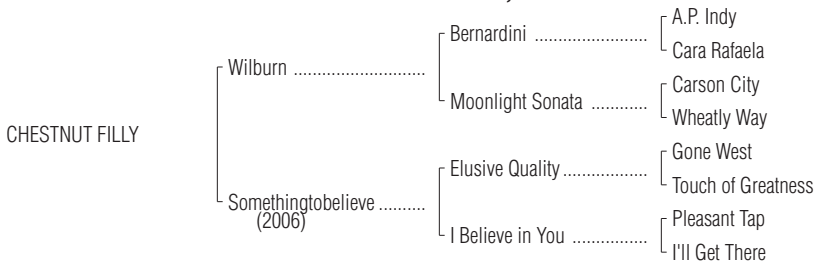 A.P. Indy
Bernardini ........................
Cara Rafaela
Wilburn ............................
Carson City
Moonlight Sonata ............
Wheatly Way
CHESTNUT FILLY
Gone West
Elusive Quality..................
Touch of Greatness
Somethingtobelieve ..........
(2006)
Pleasant Tap
I Believe in You ................
I'll Get There